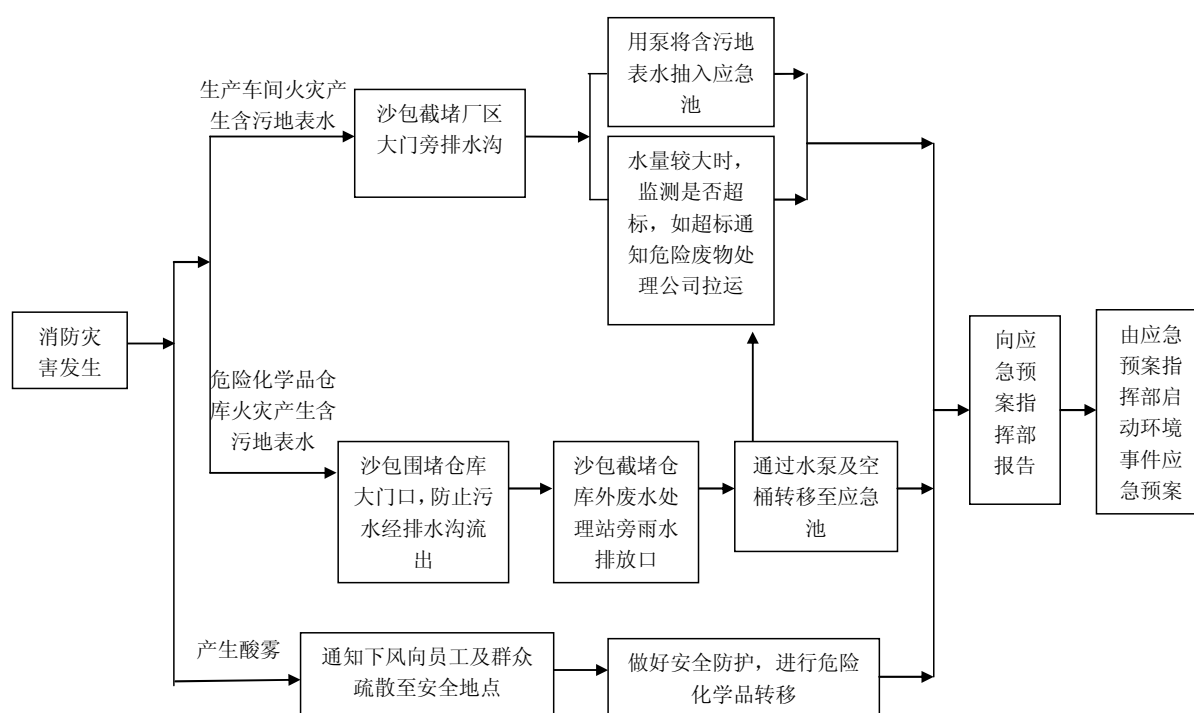 用泵将含污地
表水抽入应急
池
生产车间火灾产
生含污地表水
沙包截堵厂区
大门旁排水沟
水量较大时，
监测是否超
标，如超标通
知危险废物处
理公司拉运
消防灾
害发生
危险化学品仓
库火灾产生含
污地表水
沙包围堵仓库
大门口，防止污
水经排水沟流
出
沙包截堵仓
库外废水处
理站旁雨水
排放口
通过水泵及空
桶转移至应急
池
向应
急预
案指
挥部
报告
由应急
预案指
挥部启
动环境
事件应
急预案
产生酸雾
通知下风向员工及群众
疏散至安全地点
做好安全防护，进行危险
化学品转移